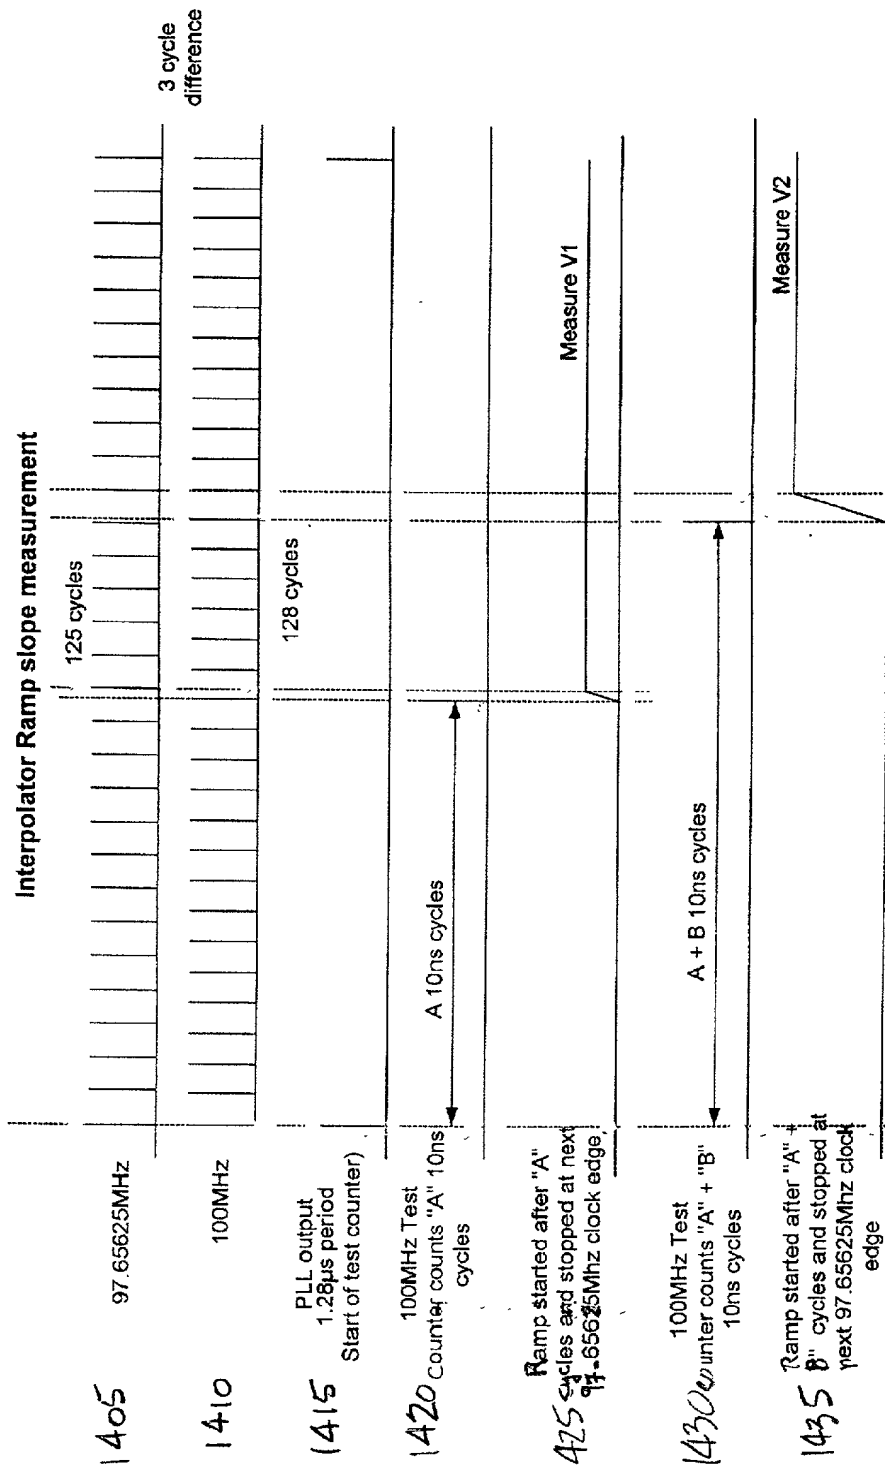 Interpolator Ramp slope measurement
1405
97.65625MHz
125 cycles
3 cycle
difference
1410
100MHz
128 cycles
1415
PLL output
1.28µs period
Start of test counter)
1420
100MHz Test
Counter counts "A" 10ns
cycles
A 10ns cycles
425
Ramp started after "A"
cycles and stopped at next
97.65625Mhz clock edge,
Measure V1
1430
100MHz Test
counter counts "A" + "B"
10ns cycles
A + B 10ns cycles
1435
Ramp started after "A" +
B" cycles and stopped at
next 97.65625Mhz clock
edge
Measure V2